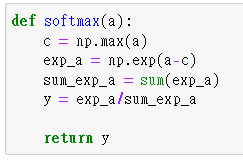 def softmax(a):
    c = np.max(a)
    exp_a = np.exp(a-c)
    sum_exp_a = sum(exp_a)
    y = exp_a/sum_exp_a

    return y